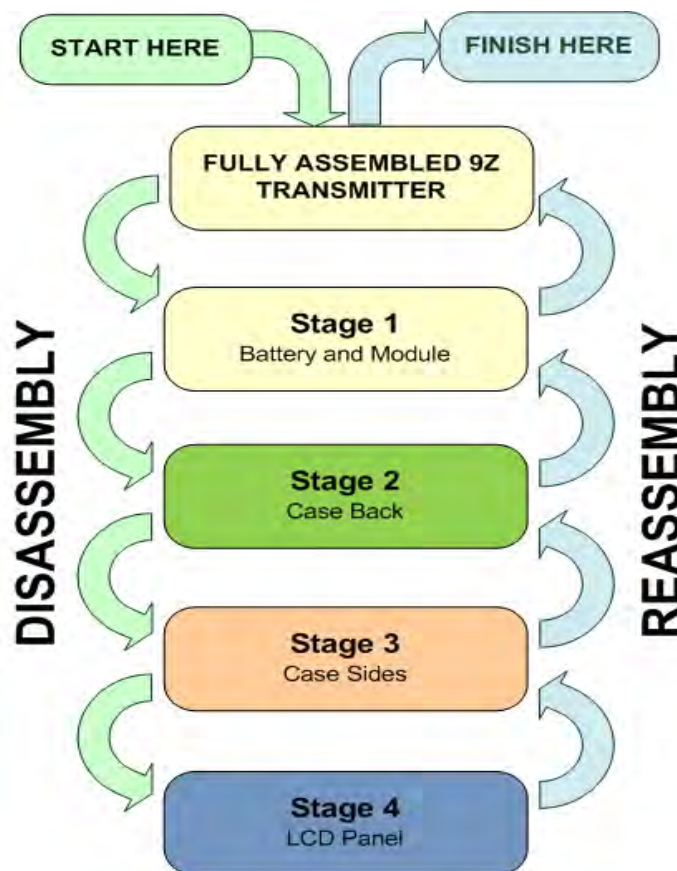 START HERE
FINISH HERE
FULLY ASSEMBLED 9Z
TRANSMITTER
DISASSEMBLY
REASSEMBLY
Stage 1
Battery and Module
Stage 2
Case Back
Stage 3
Case Sides
Stage 4
LCD Panel